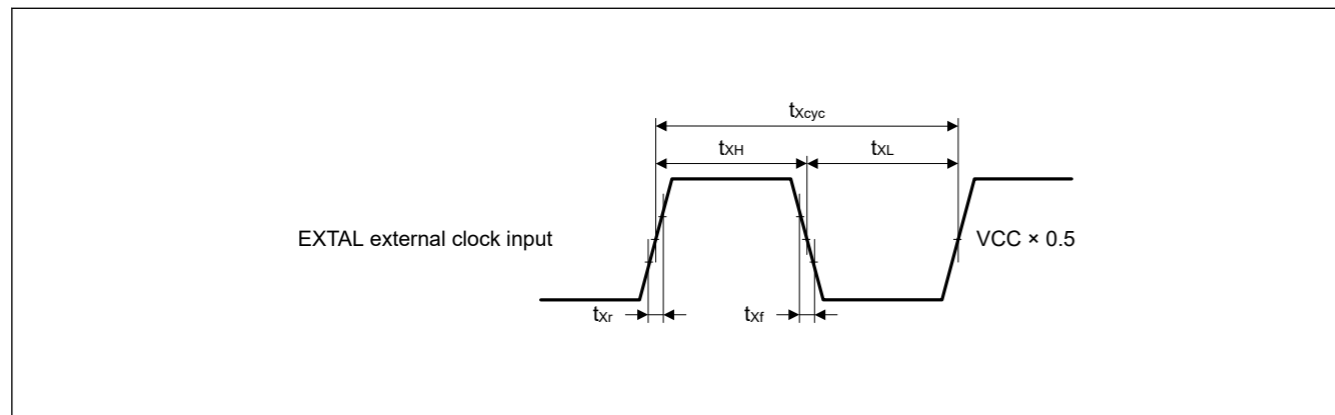 tXcyc
tXH
tXL
EXTAL external clock input
VCC × 0.5
tXr
tXf